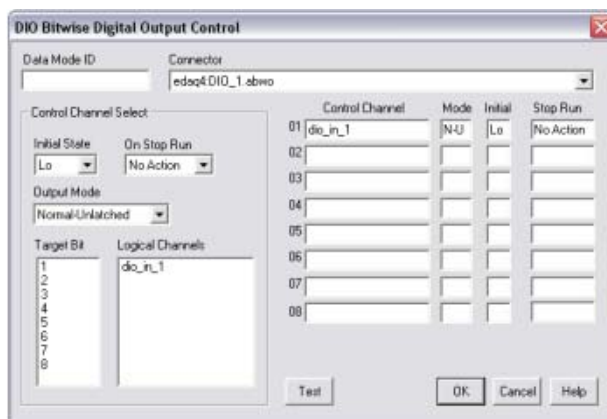 DIO Bitwise Digital Output Control
Data Mode ID Connector
edaq4:DIO_1.abwo
Control Channel Select
Initial State On Stop Run
Lo No Action
Output Mode
Normal-Unlatched
Target Bit Logical Channels
1 dio_in_1
2
3
4
5
6
7
8
Control Channel Mode Initial Stop Run
01 dio_in_1 N-U Lo No Action
02
03
04
05
06
07
08
Test OK Cancel Help